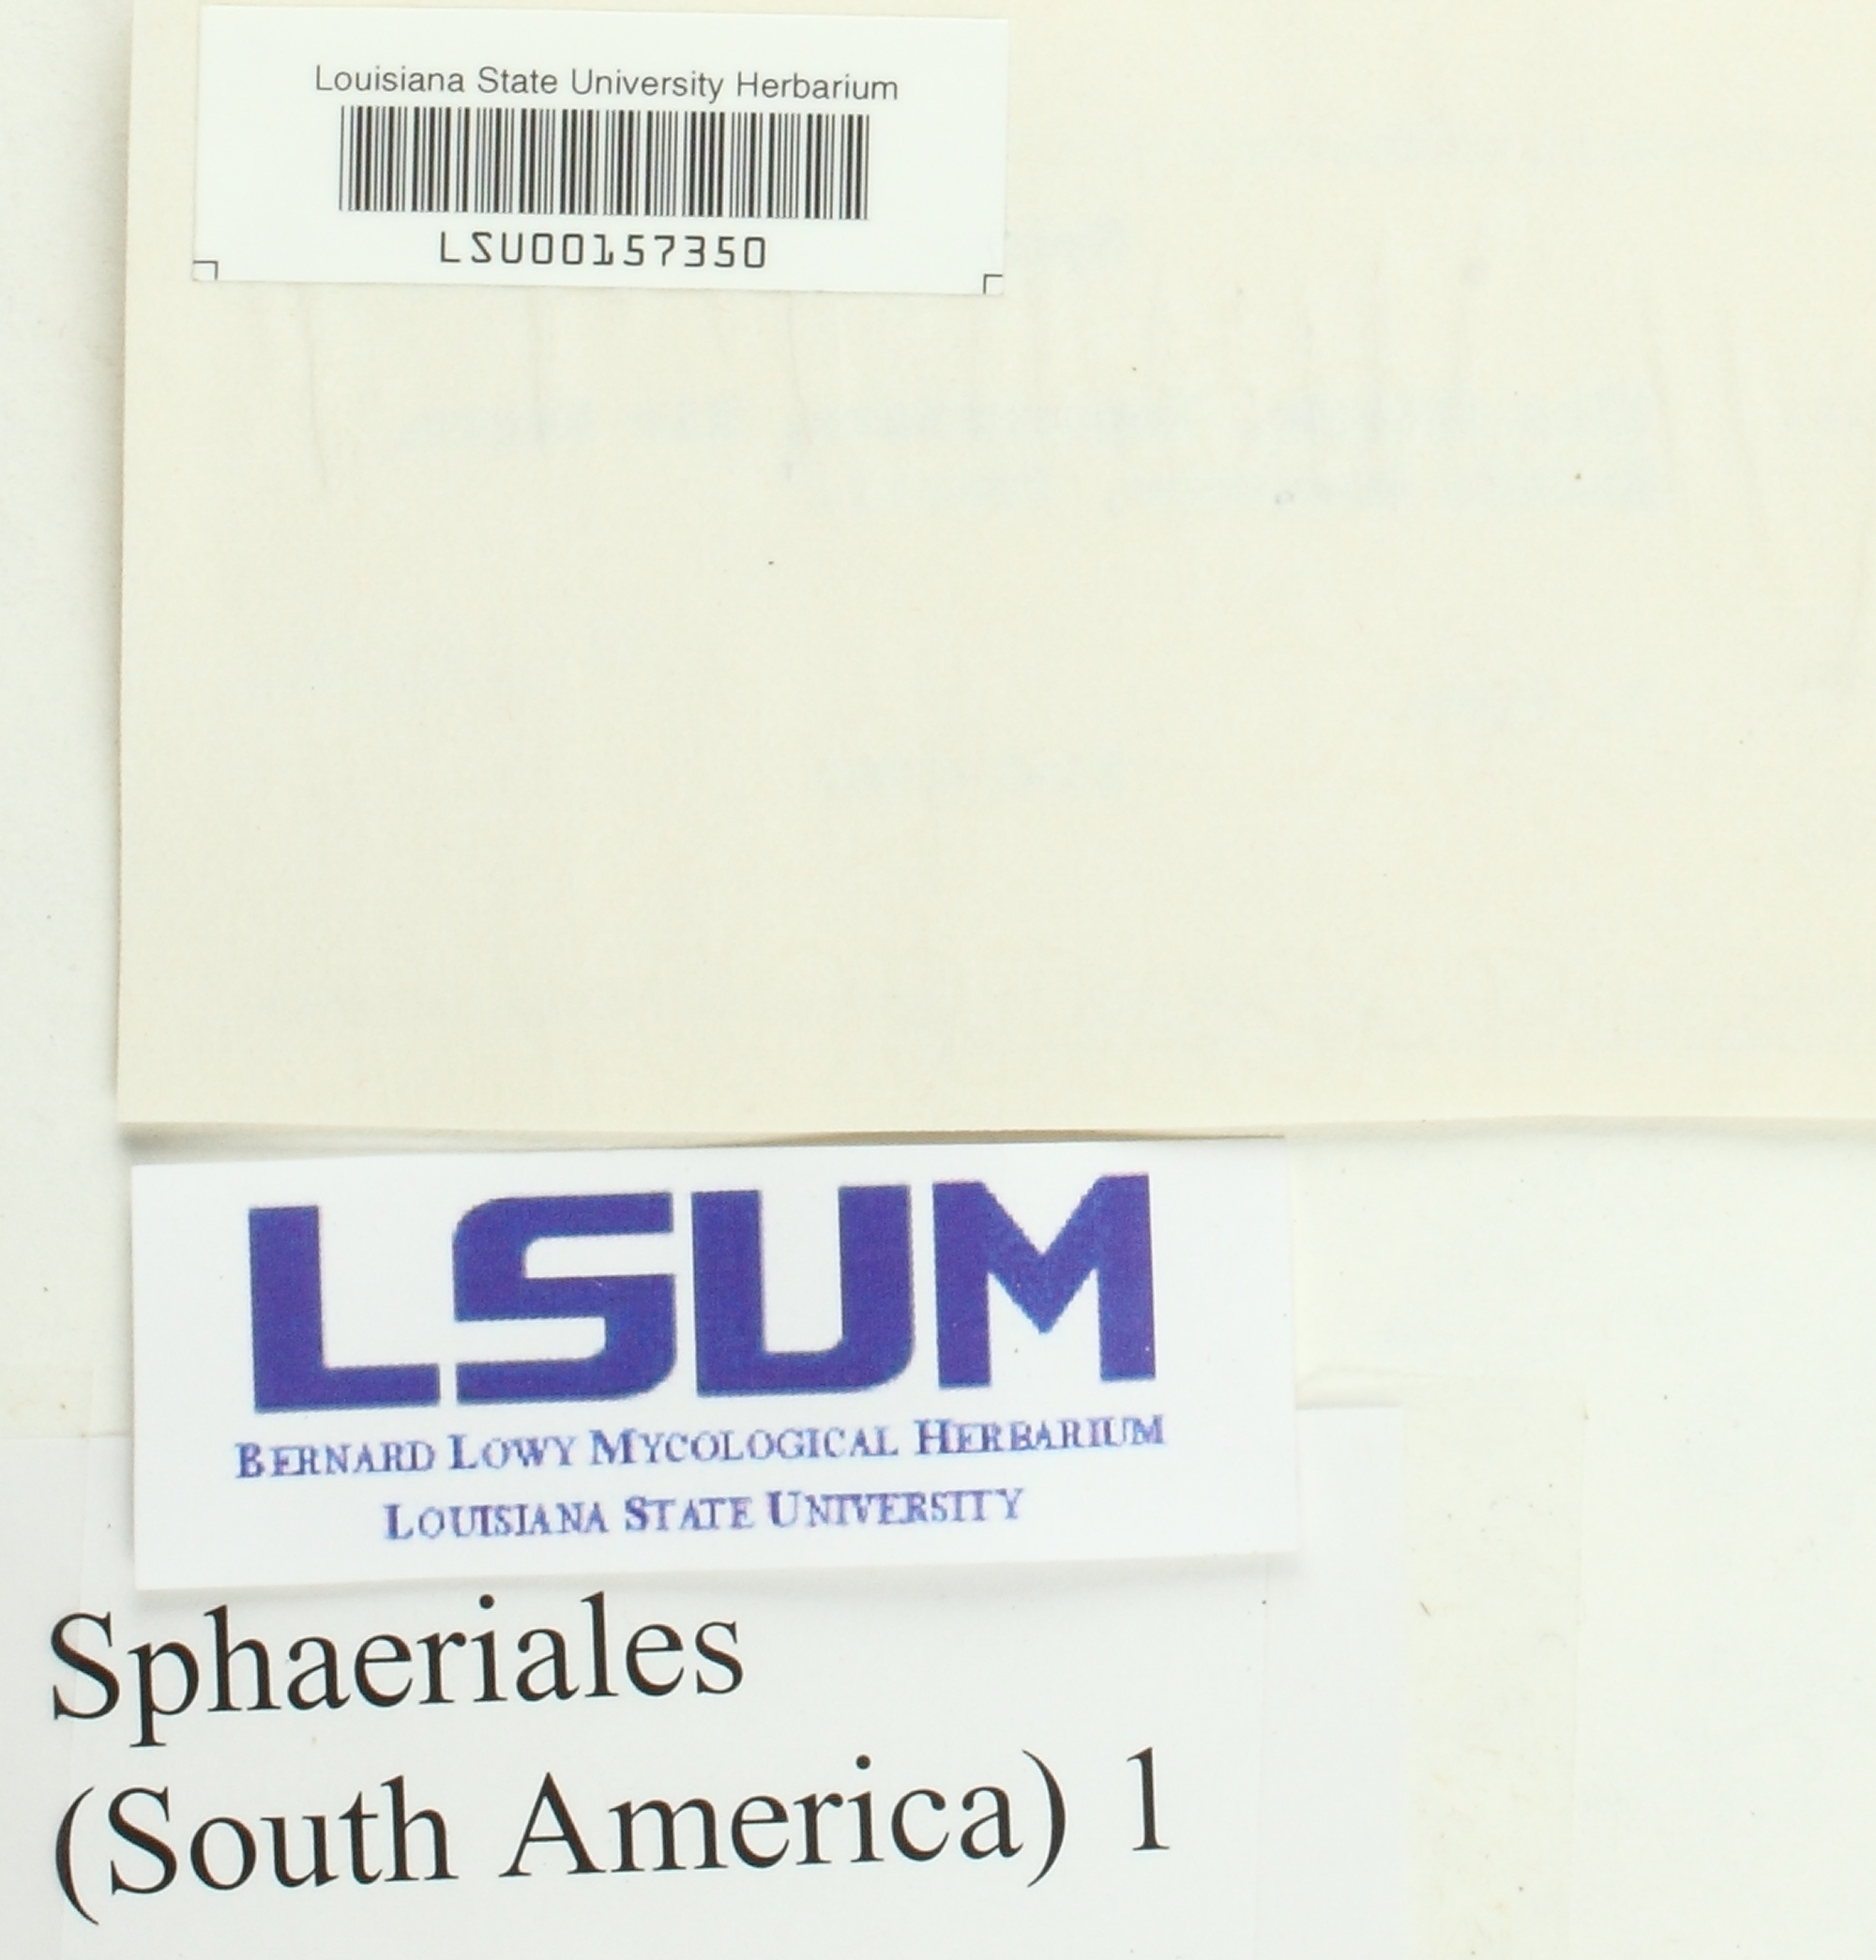 Louisiana State University Herbarium
LSU00157350
LSUM
BERNARD LOWY MYCOLOGICAL HERBARIUM
LOUISIANA STATE UNIVERSITY
Sphaeriales
(South America) 1